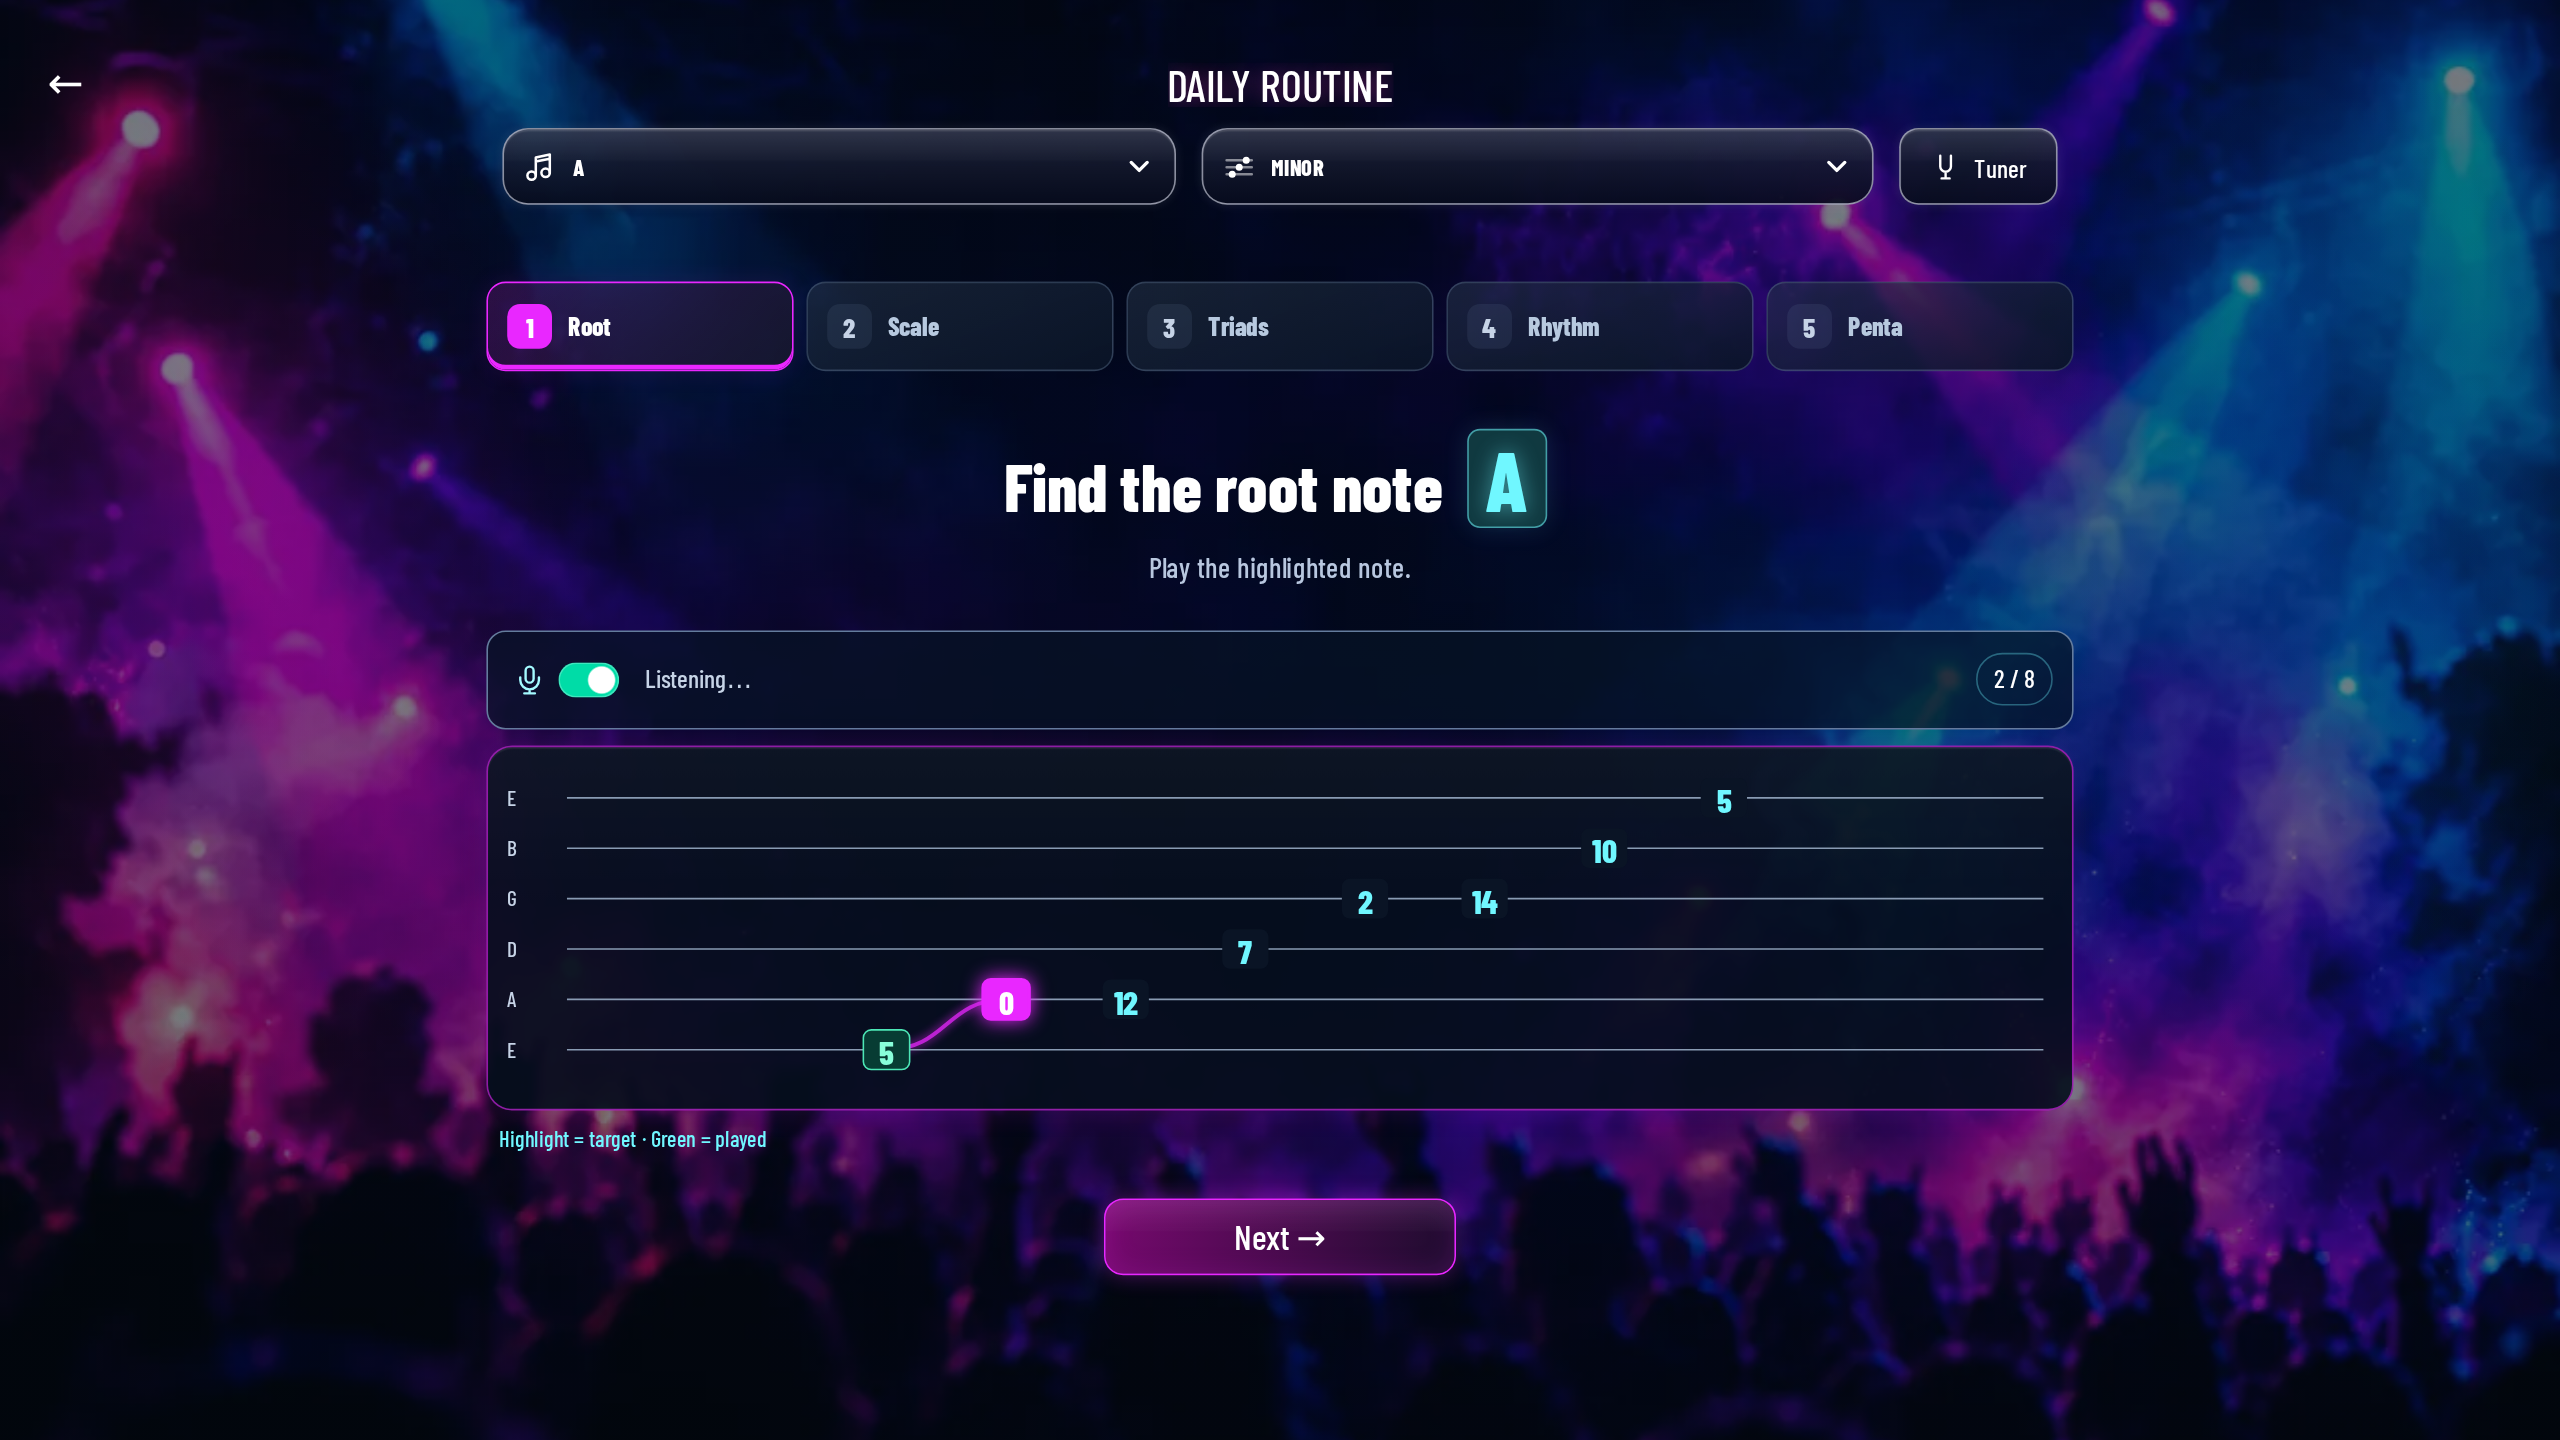 DAILY ROUTINE
A
MINOR
Tuner
1 Root
2 Scale
3 Triads
4 Rhythm
5 Penta
Find the root note A
Play the highlighted note.
Listening...
2 / 8
E 5
B 10
G 2 14
D 7
A 0 12
E 5
Highlight = target · Green = played
Next →